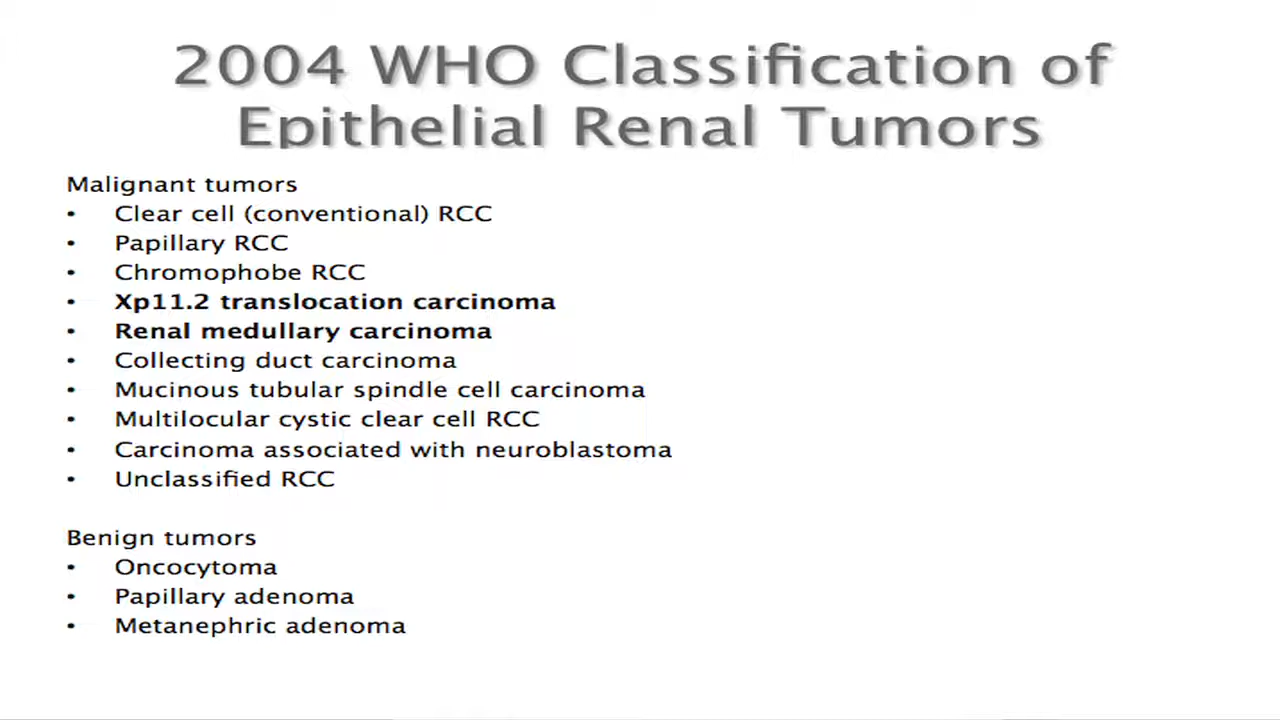 2004 WHO Classification of
Epithelial Renal Tumors
Malignant tumors
• Clear cell (conventional) RCC
• Papillary RCC
• Chromophobe RCC
• Xp11.2 translocation carcinoma
• Renal medullary carcinoma
• Collecting duct carcinoma
• Mucinous tubular spindle cell carcinoma
• Multilocular cystic clear cell RCC
• Carcinoma associated with neuroblastoma
• Unclassified RCC
Benign tumors
• Oncocytoma
• Papillary adenoma
• Metanephric adenoma